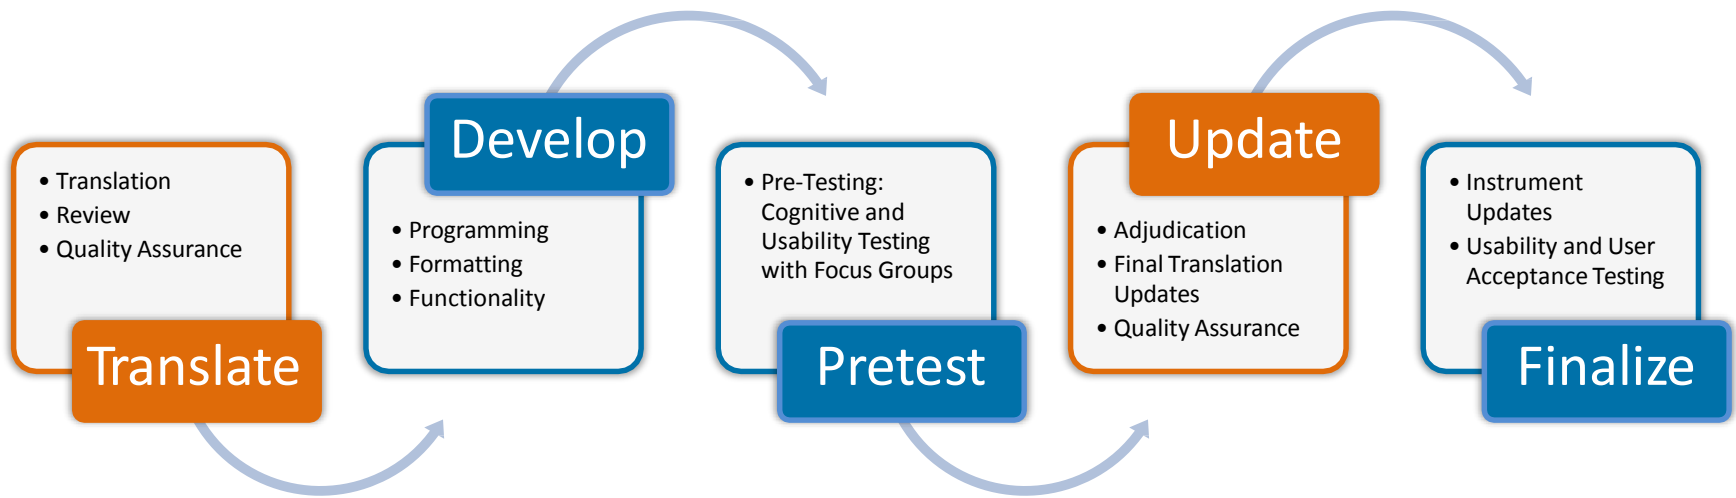 • Translation
• Review
• Quality Assurance
Translate
Develop
• Programming
• Formatting
• Functionality
• Pre-Testing:
Cognitive and
Usability Testing
with Focus Groups
Pretest
Update
• Adjudication
• Final Translation
Updates
• Quality Assurance
• Instrument
Updates
• Usability and User
Acceptance Testing
Finalize